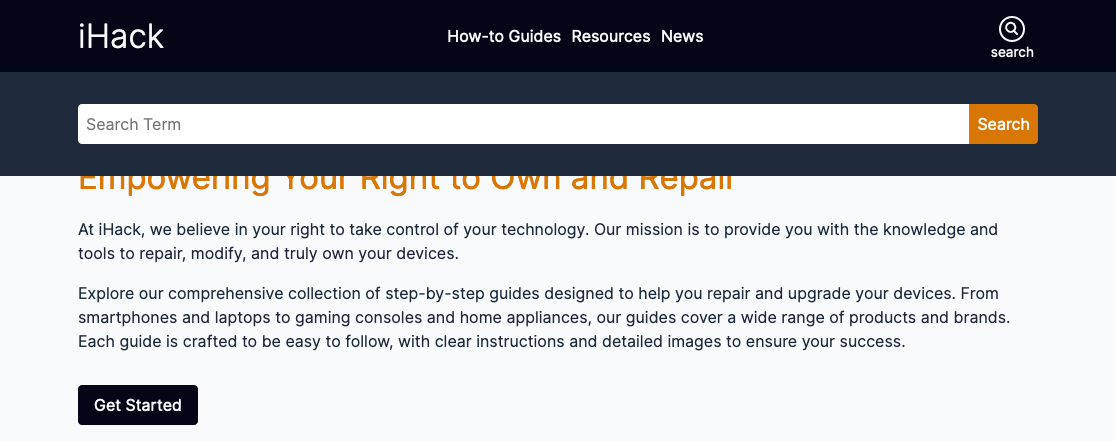 iHack
How-to Guides Resources News
search
Search Term
Search
Empowering Your Right to Own and Repair
At iHack, we believe in your right to take control of your technology. Our mission is to provide you with the knowledge and
tools to repair, modify, and truly own your devices.
Explore our comprehensive collection of step-by-step guides designed to help you repair and upgrade your devices. From
smartphones and laptops to gaming consoles and home appliances, our guides cover a wide range of products and brands.
Each guide is crafted to be easy to follow, with clear instructions and detailed images to ensure your success.
Get Started